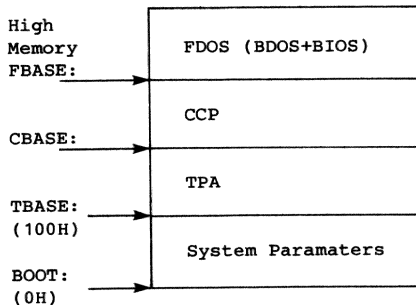 High
Memory
FBASE:
FDOS (BDOS+BIOS)
CCP
CBASE:
TPA
TBASE:
(100H)
System Paramaters
BOOT:
(0H)